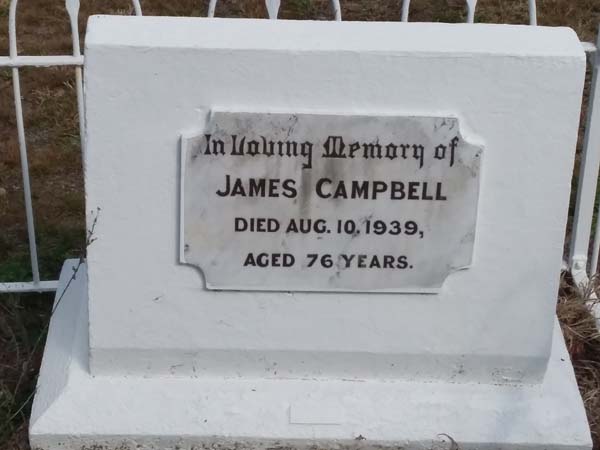 In Loving Memory of
JAMES CAMPBELL
DIED AUG. 10. 1939,
AGED 76 YEARS.